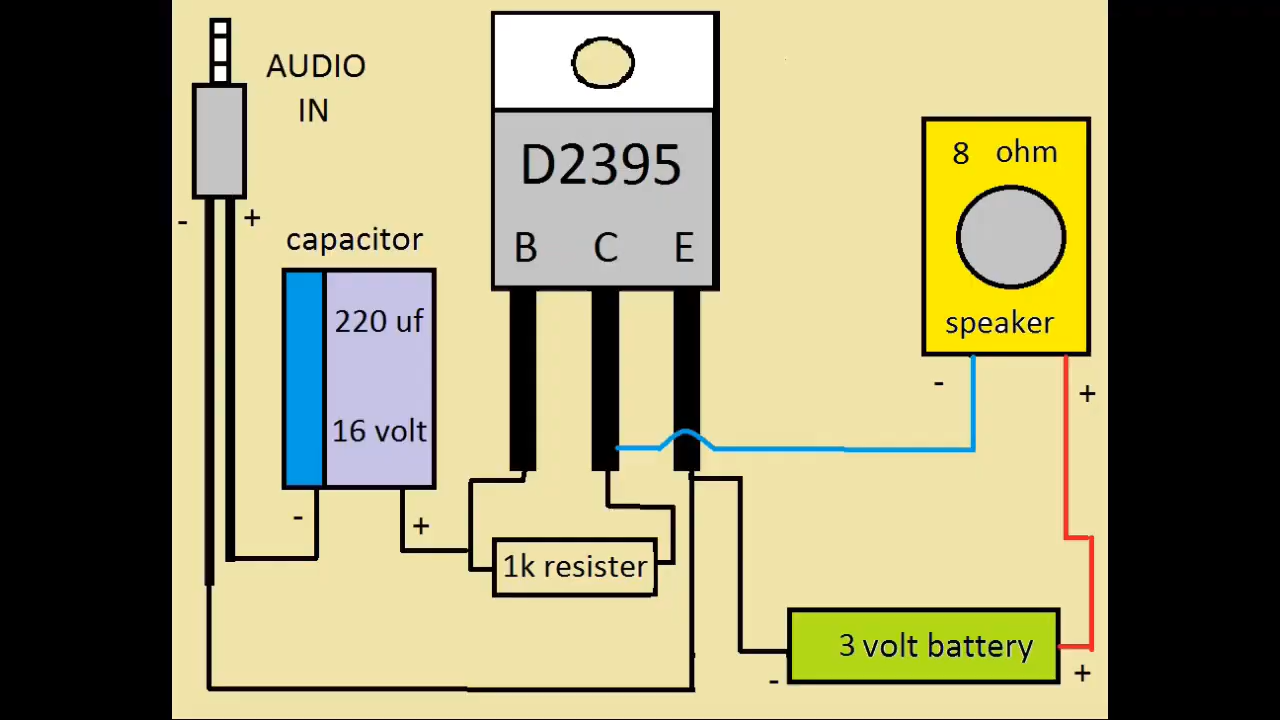 AUDIO
IN
-
+
capacitor
220 uf
16 volt
-
+
D2395
B C E
1k resister
8 ohm
speaker
-
+
3 volt battery
-
+